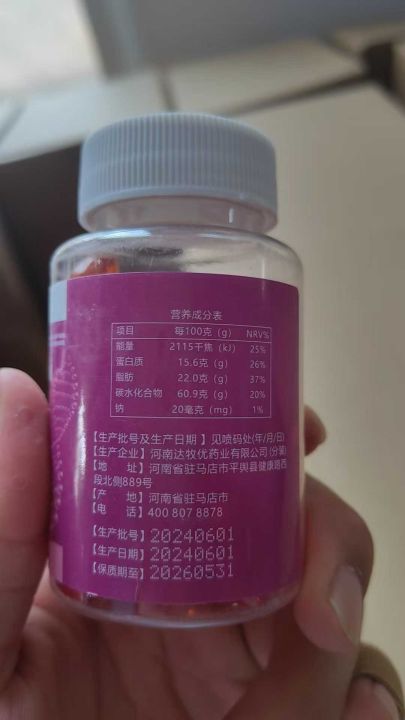 营养成分表
项目 每100克（g） NRV%
能量 2115千焦（kJ） 25%
蛋白质 15.6克（g） 26%
脂肪 22.0克（g） 37%
碳水化合物 60.9克（g） 20%
钠 20毫克（mg） 1%
【生产批号及生产日期 】见喷码处(年/月/日)
【生产企业】河南达牧优药业有限公司(分装)
【地 址】河南省驻马店市平舆县健康路西
段北侧889号
【产 地】河南省驻马店市
【电 话】400 807 8878
【生产批号】20240601
【生产日期】20240601
【保质期至】20260531